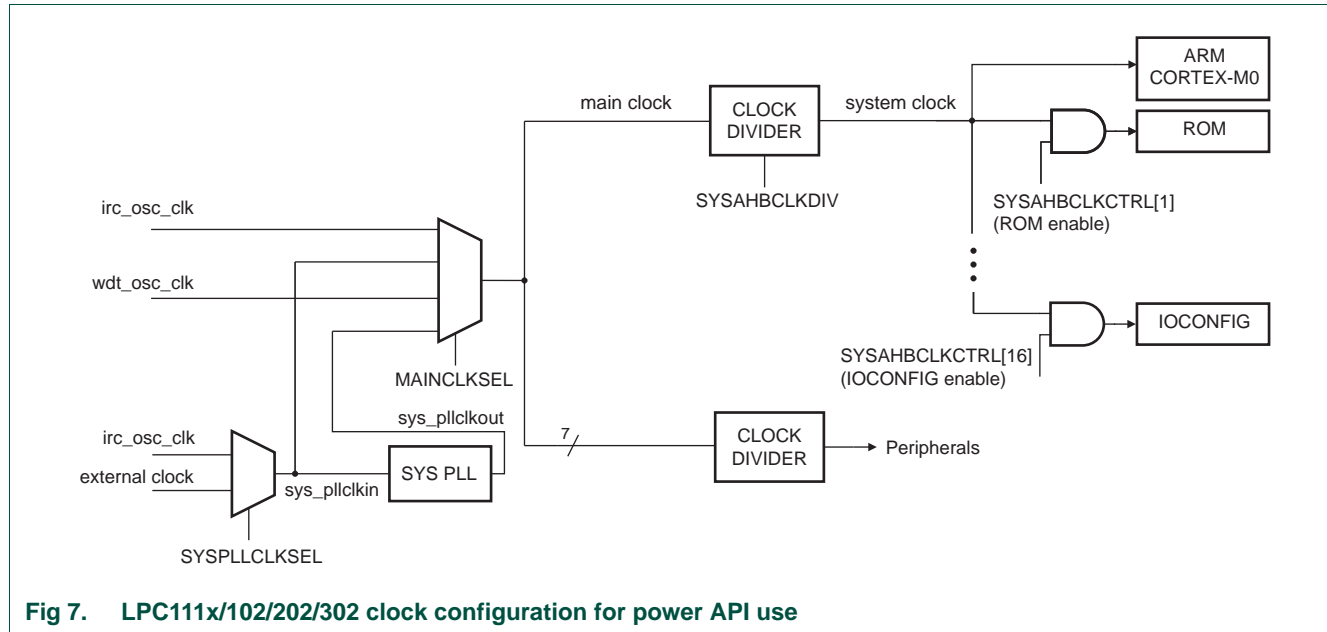 ARM
CORTEX-M0
main clock
CLOCK
DIVIDER
system clock
ROM
SYSAHBCLKDIV
SYSAHBCLKCTRL[1]
(ROM enable)
irc_osc_clk
wdt_osc_clk
IOCONFIG
SYSAHBCLKCTRL[16]
(IOCONFIG enable)
MAINCLKSEL
sys_pllclkout
irc_osc_clk
external clock
sys_pllclkin
SYS PLL
7
CLOCK
DIVIDER
Peripherals
SYSPLLCLKSEL
Fig 7. LPC111x/102/202/302 clock configuration for power API use